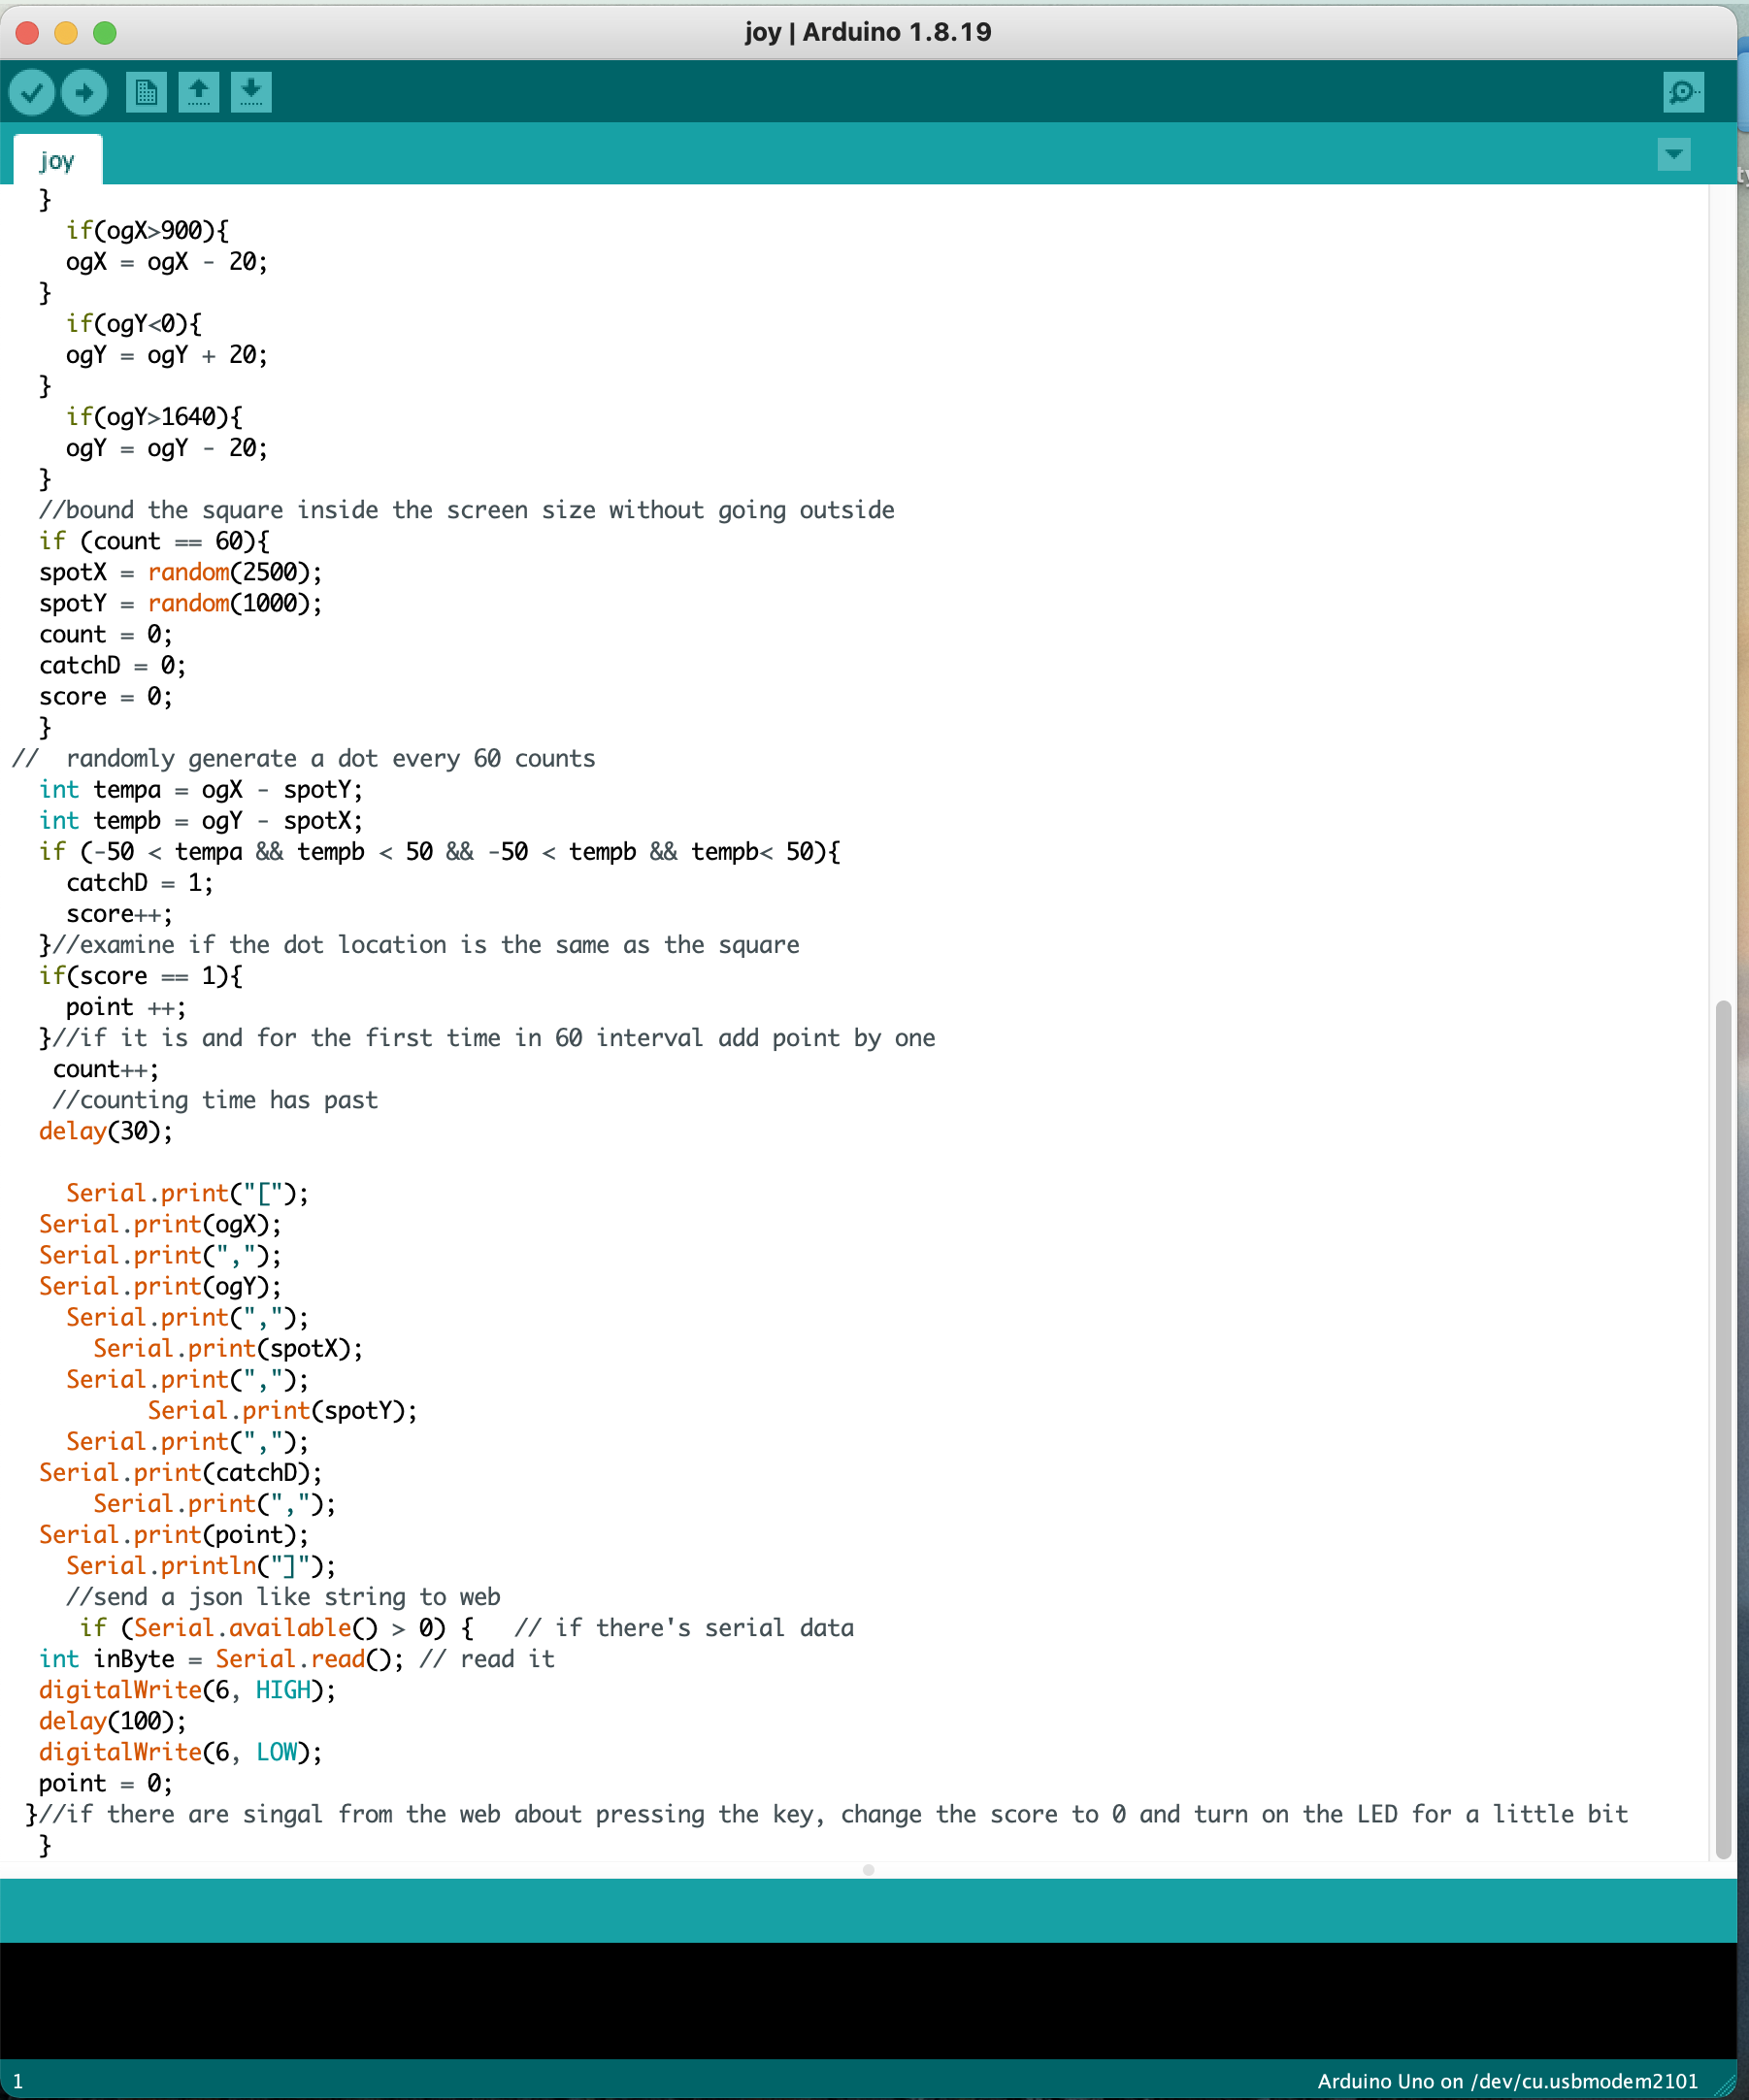 joy | Arduino 1.8.19
joy
}
if(ogX>900){
ogX = ogX - 20;
}
if(ogY<0){
ogY = ogY + 20;
}
if(ogY>1640){
ogY = ogY - 20;
}
//bound the square inside the screen size without going outside
if (count == 60){
spotX = random(2500);
spotY = random(1000);
count = 0;
catchD = 0;
score = 0;
}
//  randomly generate a dot every 60 counts
int tempa = ogX - spotY;
int tempb = ogY - spotX;
if (-50 < tempa && tempb < 50 && -50 < tempb && tempb< 50){
catchD = 1;
score++;
}//examine if the dot location is the same as the square
if(score == 1){
point ++;
}//if it is and for the first time in 60 interval add point by one
count++;
//counting time has past
delay(30);
Serial.print("[");
Serial.print(ogX);
Serial.print(",");
Serial.print(ogY);
Serial.print(",");
Serial.print(spotX);
Serial.print(",");
Serial.print(spotY);
Serial.print(",");
Serial.print(catchD);
Serial.print(",");
Serial.print(point);
Serial.println("]");
//send a json like string to web
if (Serial.available() > 0) {   // if there's serial data
int inByte = Serial.read(); // read it
digitalWrite(6, HIGH);
delay(100);
digitalWrite(6, LOW);
point = 0;
}//if there are singal from the web about pressing the key, change the score to 0 and turn on the LED for a little bit
}
1 Arduino Uno on /dev/cu.usbmodem2101